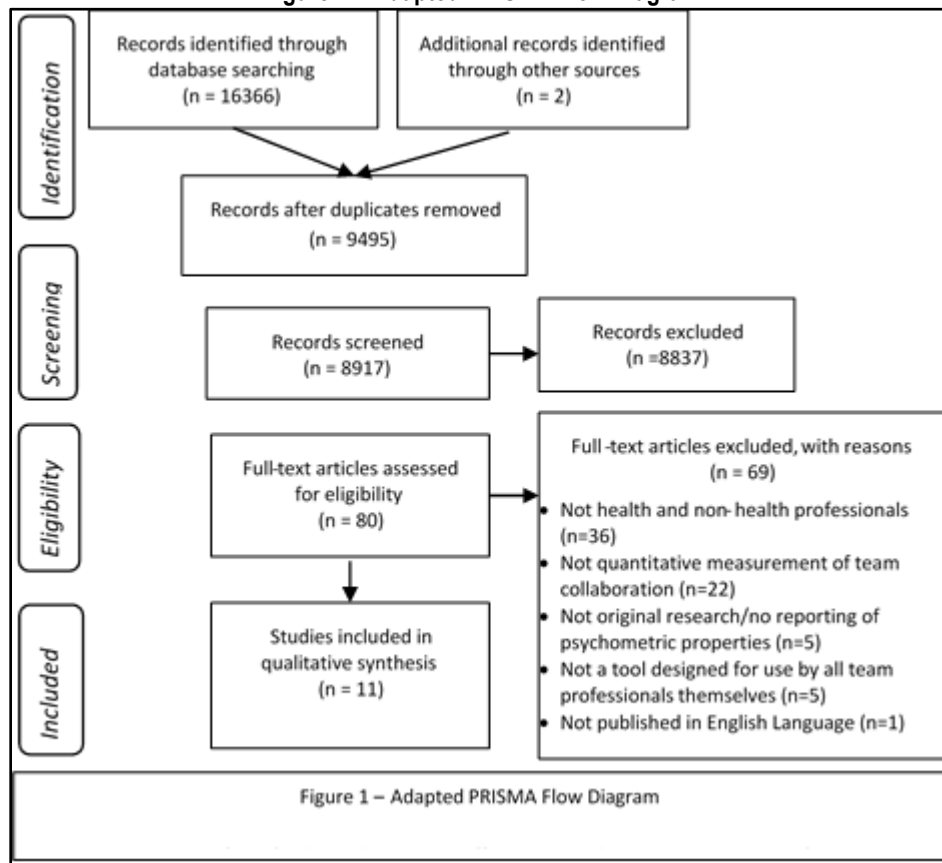 Records identified through
database searching
(n = 16366)
Additional records identified
through other sources
(n = 2)
Identification
Records after duplicates removed
(n = 9495)
Screening
Records screened
(n = 8917)
Records excluded
(n =8837)
Eligibility
Full-text articles assessed
for eligibility
(n = 80)
Full -text articles excluded, with reasons
(n = 69)
• Not health and non- health professionals
(n=36)
• Not quantitative measurement of team
collaboration (n=22)
• Not original research/no reporting of
psychometric properties (n=5)
• Not a tool designed for use by all team
professionals themselves (n=5)
• Not published in English Language (n=1)
Included
Studies included in
qualitative synthesis
(n = 11)
Figure 1 – Adapted PRISMA Flow Diagram